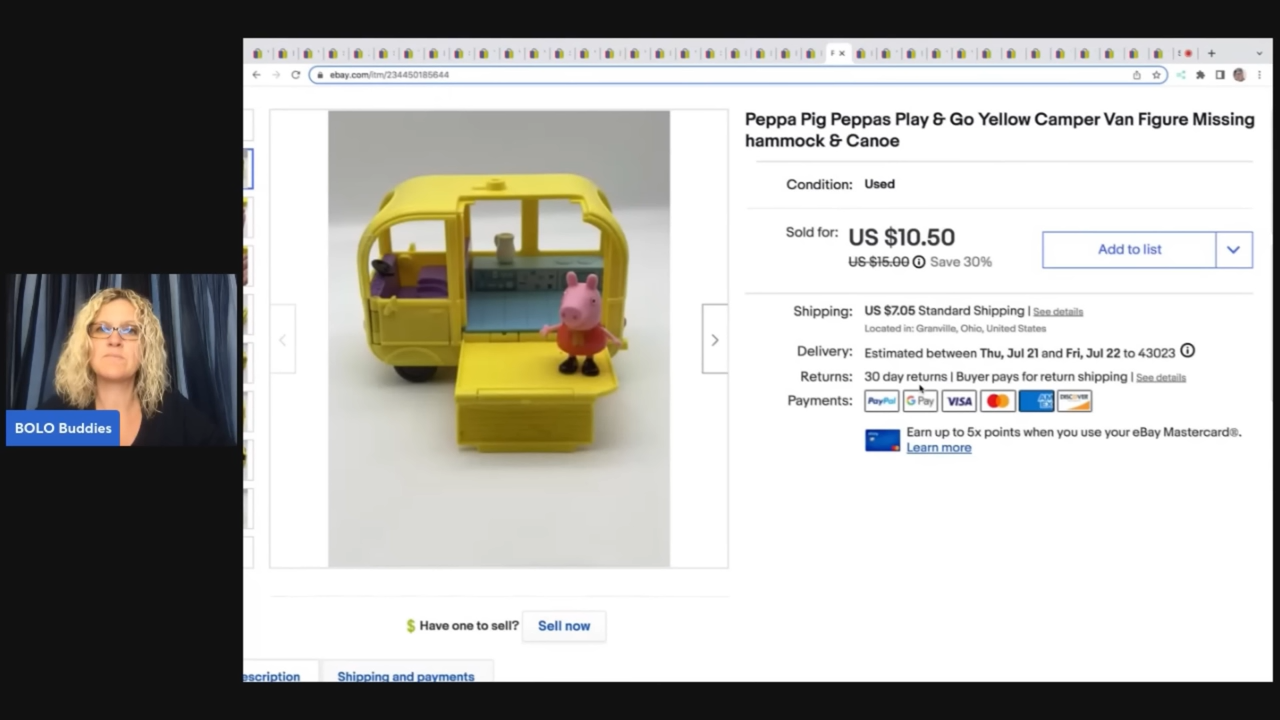 F
ebay.com/itm/234450185644
Peppa Pig Peppas Play & Go Yellow Camper Van Figure Missing
hammock & Canoe
Condition: Used
Sold for: US $10.50
US $15.00 Save 30%
Add to list
Shipping: US $7.05 Standard Shipping | See details
Located in: Granville, Ohio, United States
Delivery: Estimated between Thu, Jul 21 and Fri, Jul 22 to 43023
Returns: 30 day returns | Buyer pays for return shipping | See details
Payments: PayPal G Pay VISA DISCOVER
Earn up to 5x points when you use your eBay Mastercard®.
Learn more
BOLO Buddies
$ Have one to sell? Sell now
escription Shipping and payments